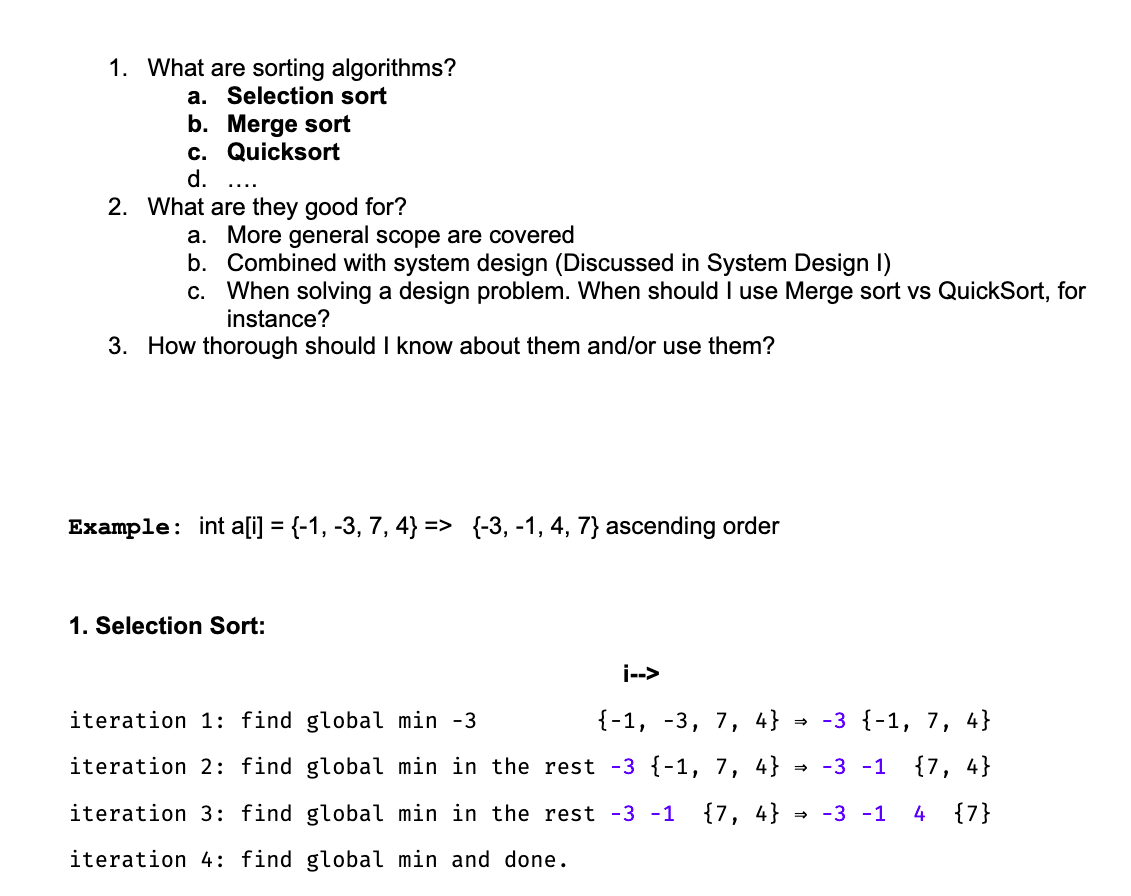 1. What are sorting algorithms?
a. Selection sort
b. Merge sort
c. Quicksort
d. ....
2. What are they good for?
a. More general scope are covered
b. Combined with system design (Discussed in System Design I)
c. When solving a design problem. When should I use Merge sort vs QuickSort, for
instance?
3. How thorough should I know about them and/or use them?
Example: int a[i] = {-1, -3, 7, 4} => {-3, -1, 4, 7} ascending order
1. Selection Sort:
i-->
iteration 1: find global min -3 {-1, -3, 7, 4} ⇒ -3 {-1, 7, 4}
iteration 2: find global min in the rest -3 {-1, 7, 4} ⇒ -3 -1 {7, 4}
iteration 3: find global min in the rest -3 -1 {7, 4} ⇒ -3 -1 4 {7}
iteration 4: find global min and done.